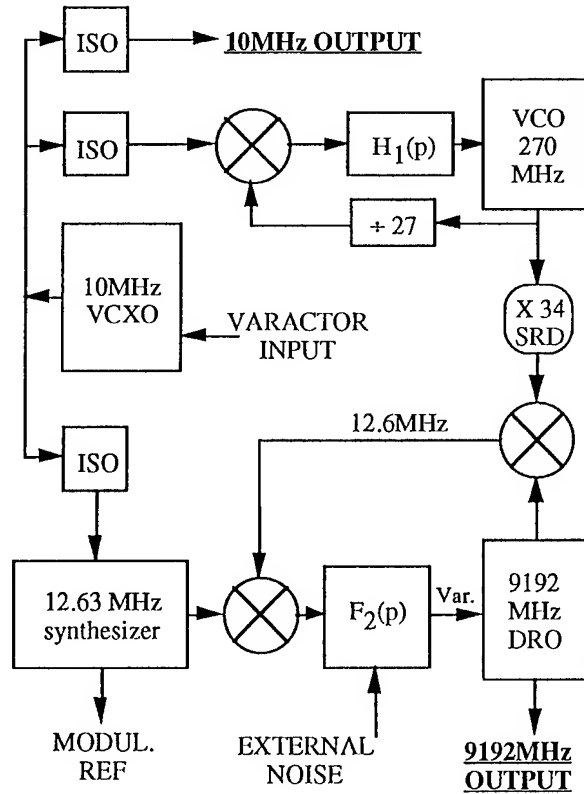 ISO
10MHz OUTPUT
ISO
H1(p)
VCO
270
MHz
÷ 27
10MHz
VCXO
VARACTOR
INPUT
X 34
SRD
12.6MHz
ISO
12.63 MHz
synthesizer
F2(p)
Var.
9192
MHz
DRO
MODUL.
REF
EXTERNAL
NOISE
9192MHz
OUTPUT